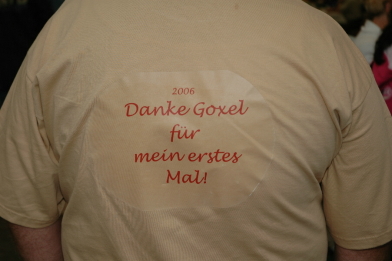 2006
Danke Goxel
für
mein erstes
Mal!